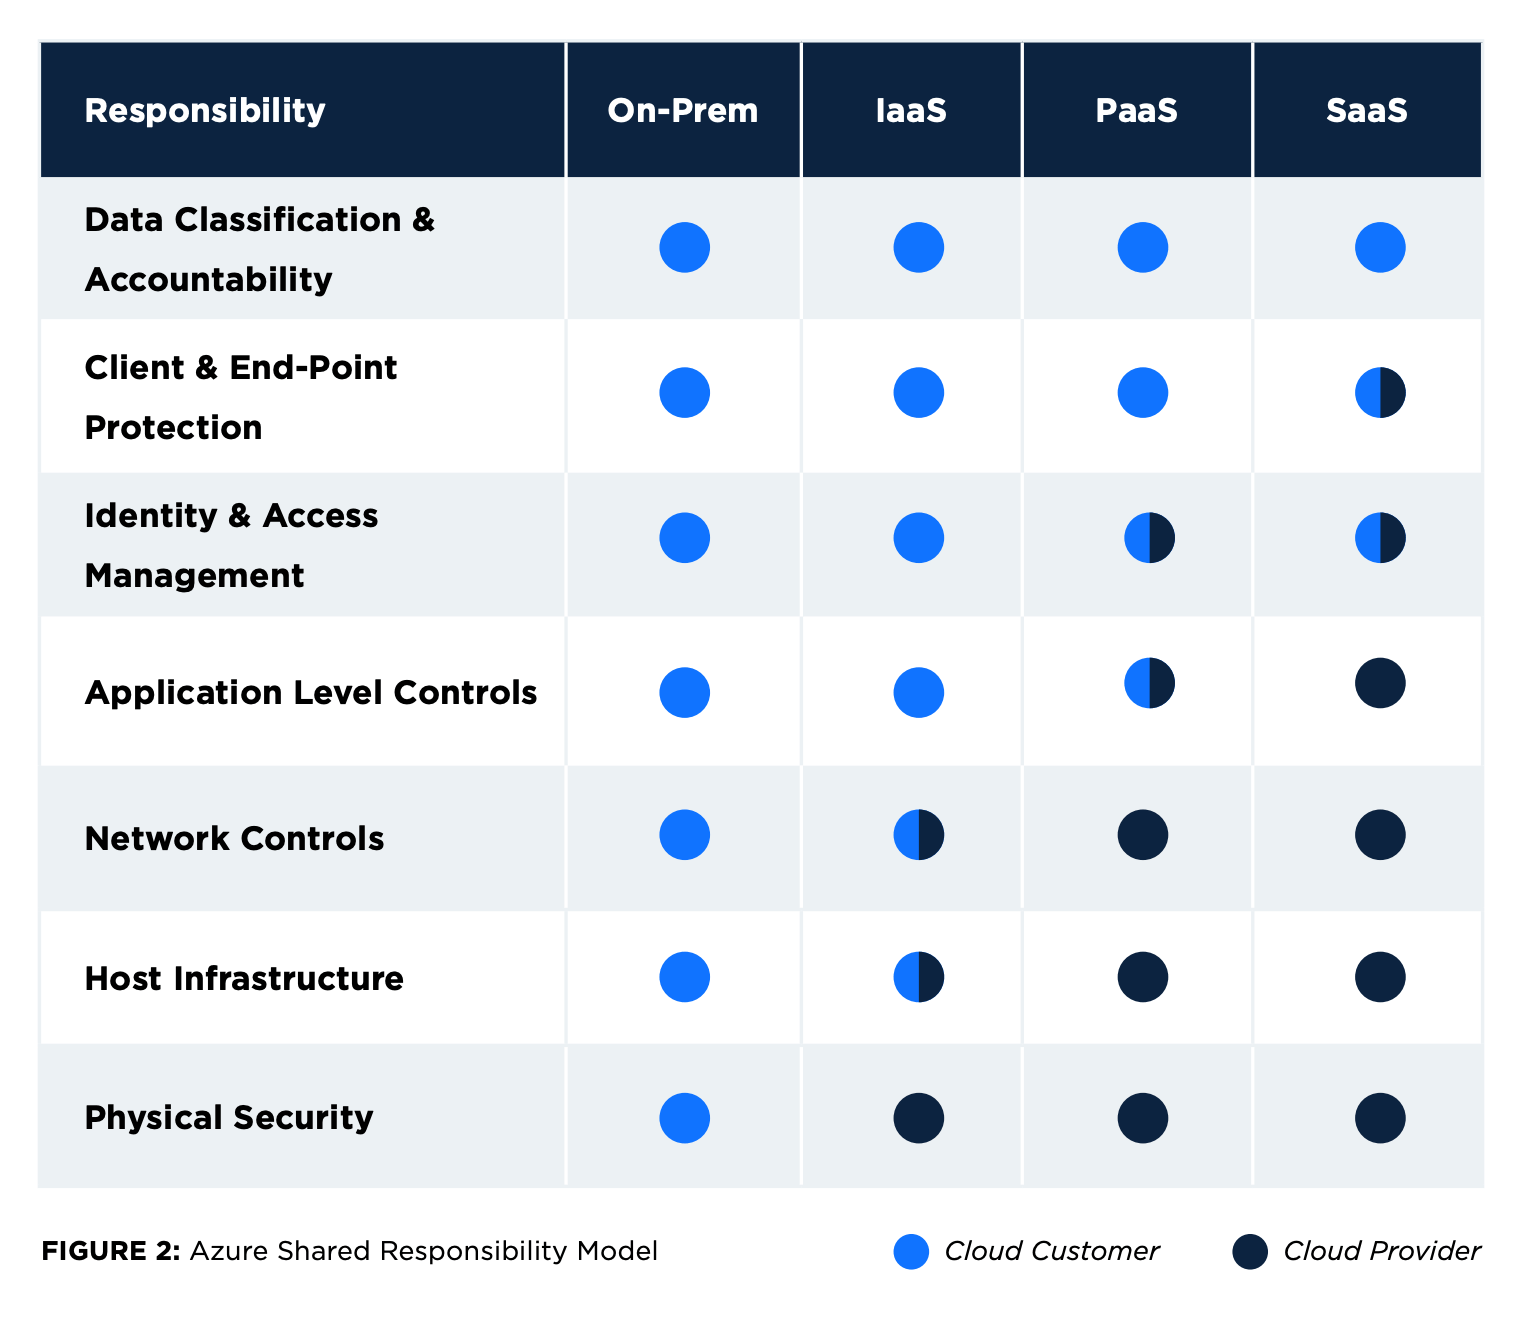 Responsibility
On-Prem
IaaS
PaaS
SaaS
Data Classification &
Accountability
Client & End-Point
Protection
Identity & Access
Management
Application Level Controls
Network Controls
Host Infrastructure
Physical Security
FIGURE 2: Azure Shared Responsibility Model
Cloud Customer
Cloud Provider